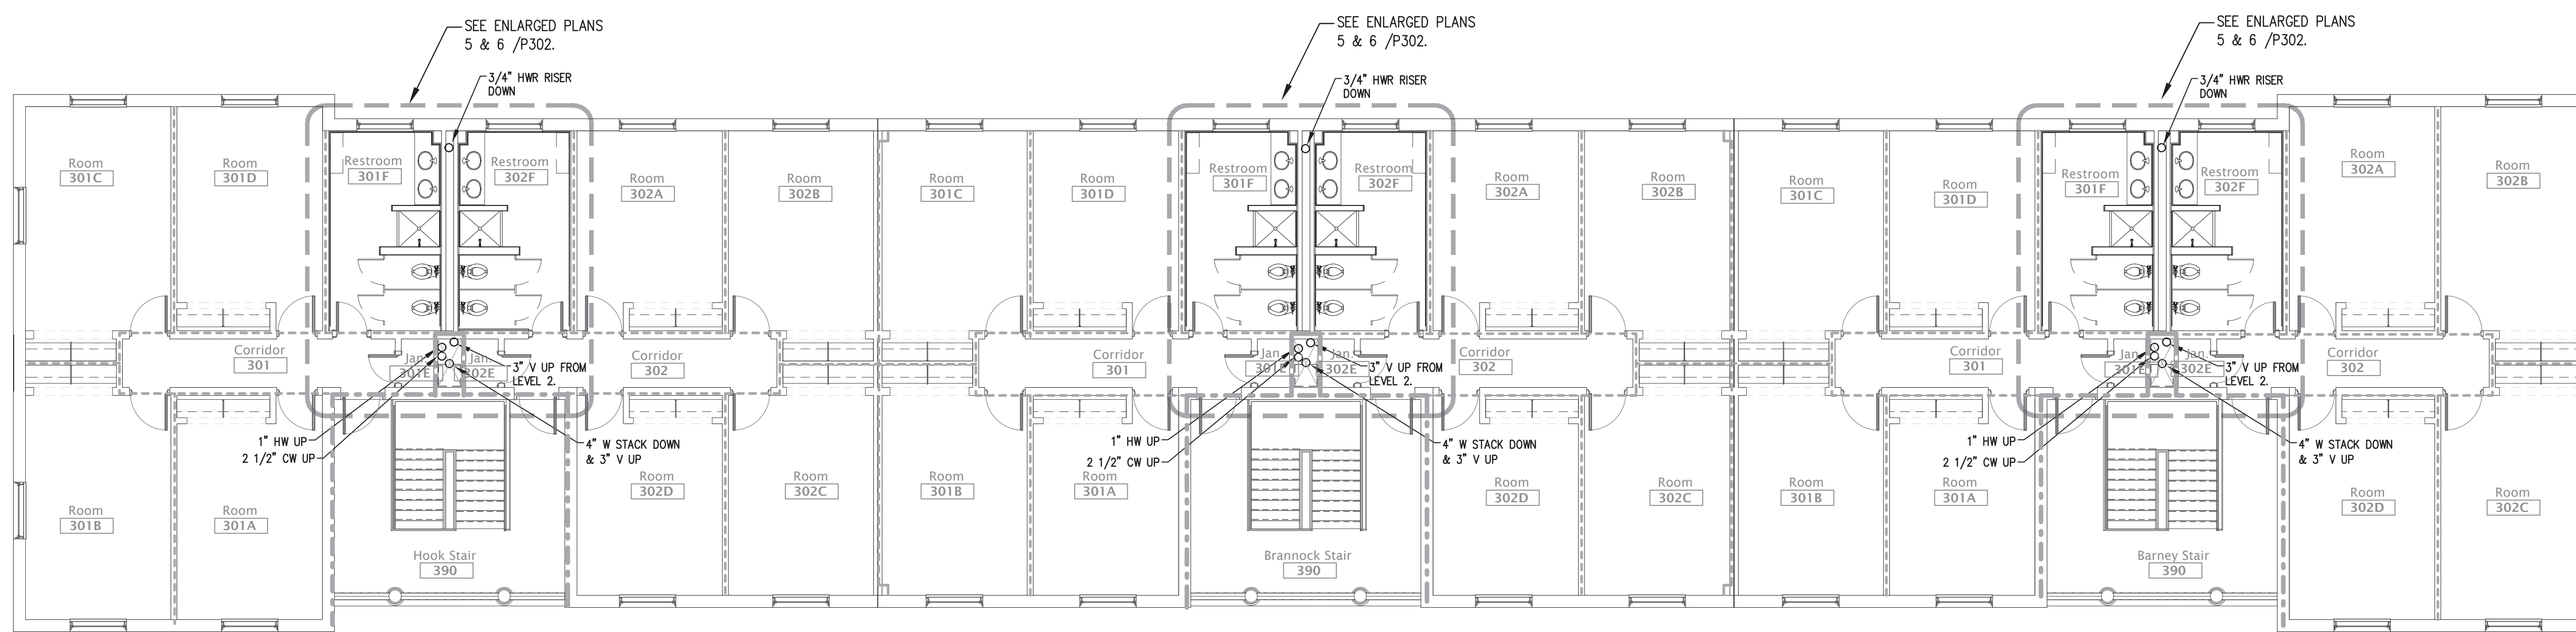 SEE ENLARGED PLANS
5 & 6 /P302.
SEE ENLARGED PLANS
5 & 6 /P302.
SEE ENLARGED PLANS
5 & 6 /P302.
3/4" HWR RISER
DOWN
3/4" HWR RISER
DOWN
3/4" HWR RISER
DOWN
Room
301C
Room
301D
Restroom
301F
Restroom
302F
Room
302A
Room
302B
Room
301C
Room
301D
Restroom
301F
Restroom
302F
Room
302A
Room
302B
Room
301C
Room
301D
Restroom
301F
Restroom
302F
Room
302A
Room
302B
Corridor
301
Jan.
301E
Jan.
302E
3" V UP FROM
LEVEL 2.
Corridor
302
Corridor
301
Jan.
301E
Jan.
302E
3" V UP FROM
LEVEL 2.
Corridor
302
Corridor
301
Jan.
301E
Jan.
302E
3" V UP FROM
LEVEL 2.
Corridor
302
1" HW UP
2 1/2" CW UP
4" W STACK DOWN
& 3" V UP
1" HW UP
2 1/2" CW UP
4" W STACK DOWN
& 3" V UP
1" HW UP
2 1/2" CW UP
4" W STACK DOWN
& 3" V UP
Room
301B
Room
301A
Room
302D
Room
302C
Room
301B
Room
301A
Room
302D
Room
302C
Room
301B
Room
301A
Room
302D
Room
302C
Hook Stair
390
Brannock Stair
390
Barney Stair
390